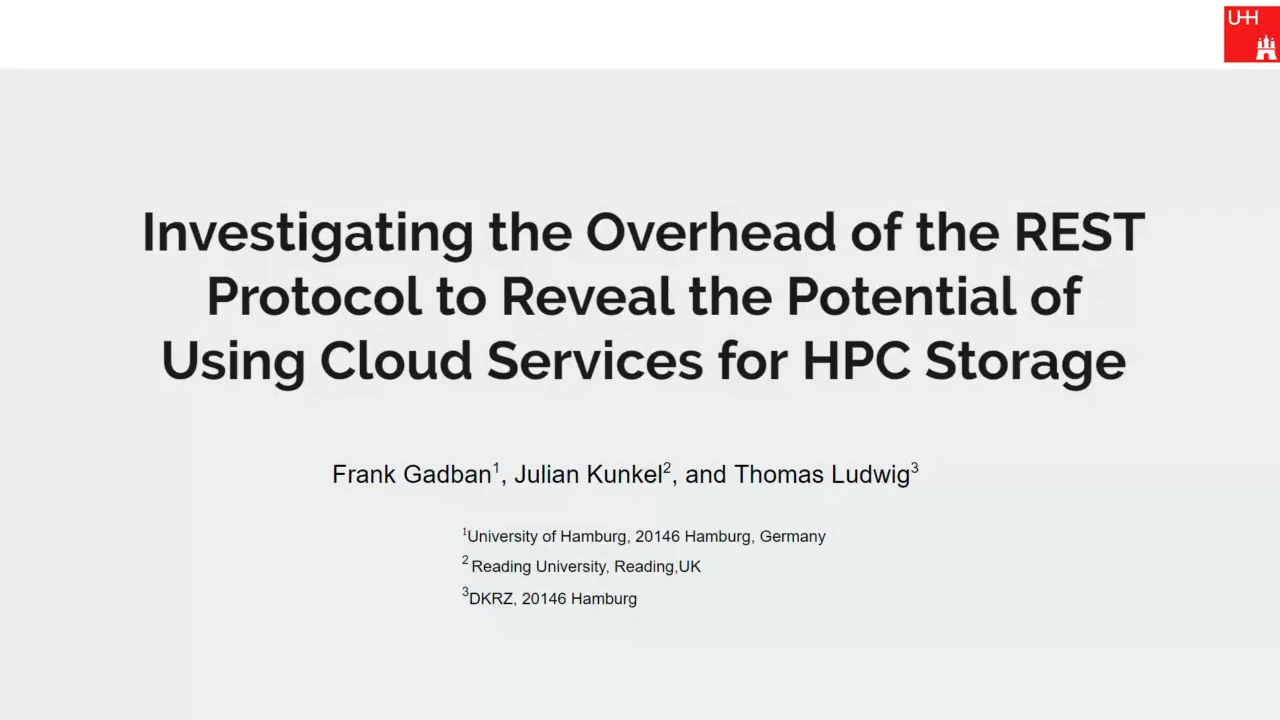 UH
Investigating the Overhead of the REST
Protocol to Reveal the Potential of
Using Cloud Services for HPC Storage
Frank Gadban¹, Julian Kunkel², and Thomas Ludwig³
¹University of Hamburg, 20146 Hamburg, Germany
² Reading University, Reading,UK
³DKRZ, 20146 Hamburg